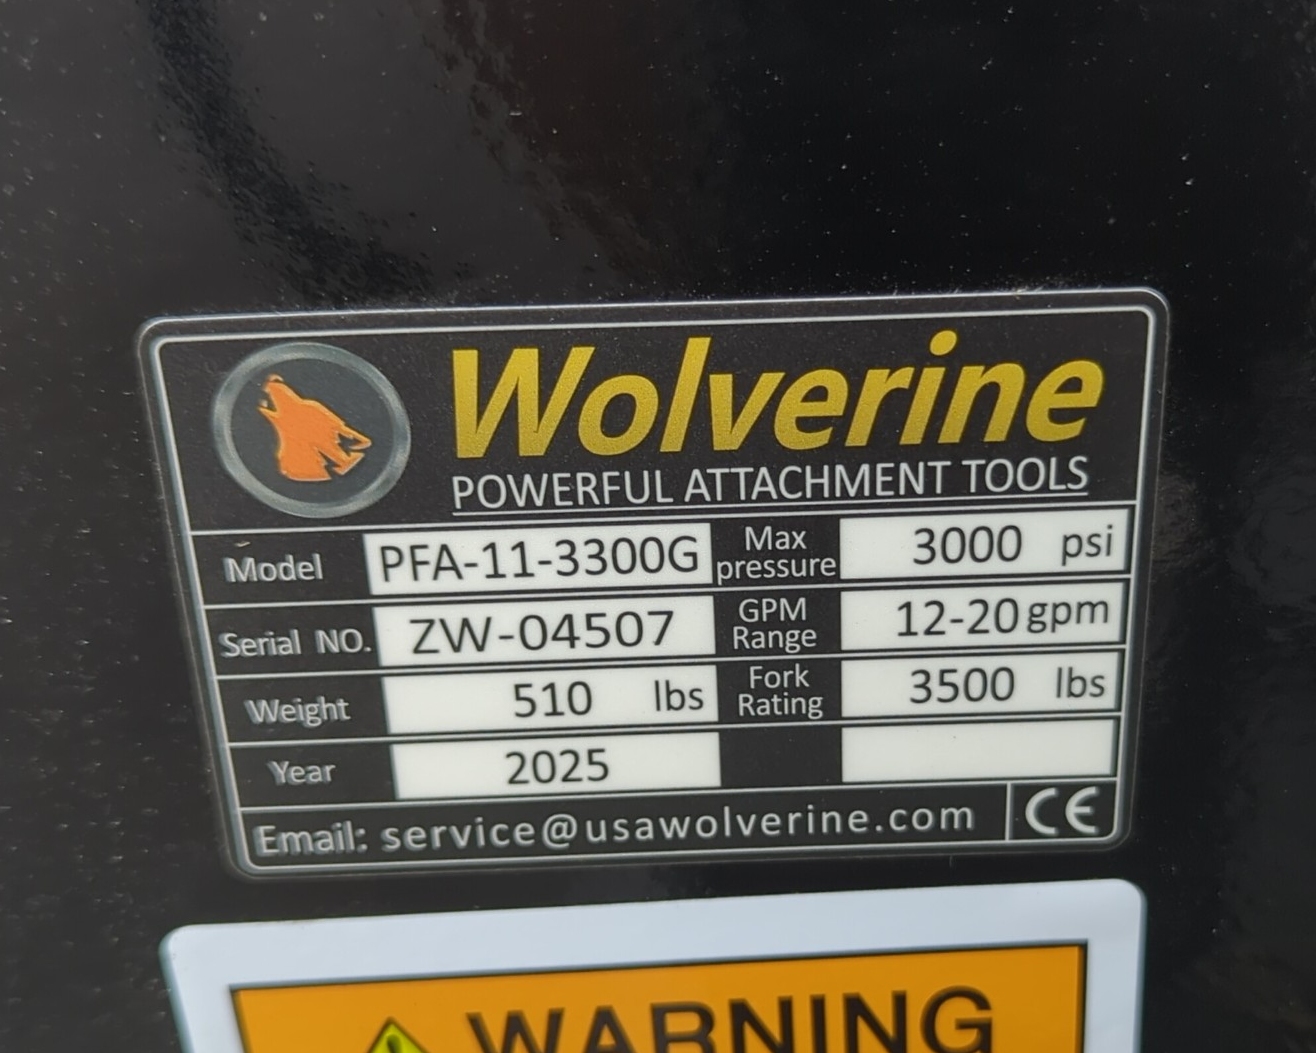 Wolverine
POWERFUL ATTACHMENT TOOLS
Model PFA-11-3300G Max pressure 3000 psi
Serial NO. ZW-04507 GPM Range 12-20 gpm
Weight 510 lbs Fork Rating 3500 lbs
Year 2025
Email: service@usawolverine.com CE
WARNING